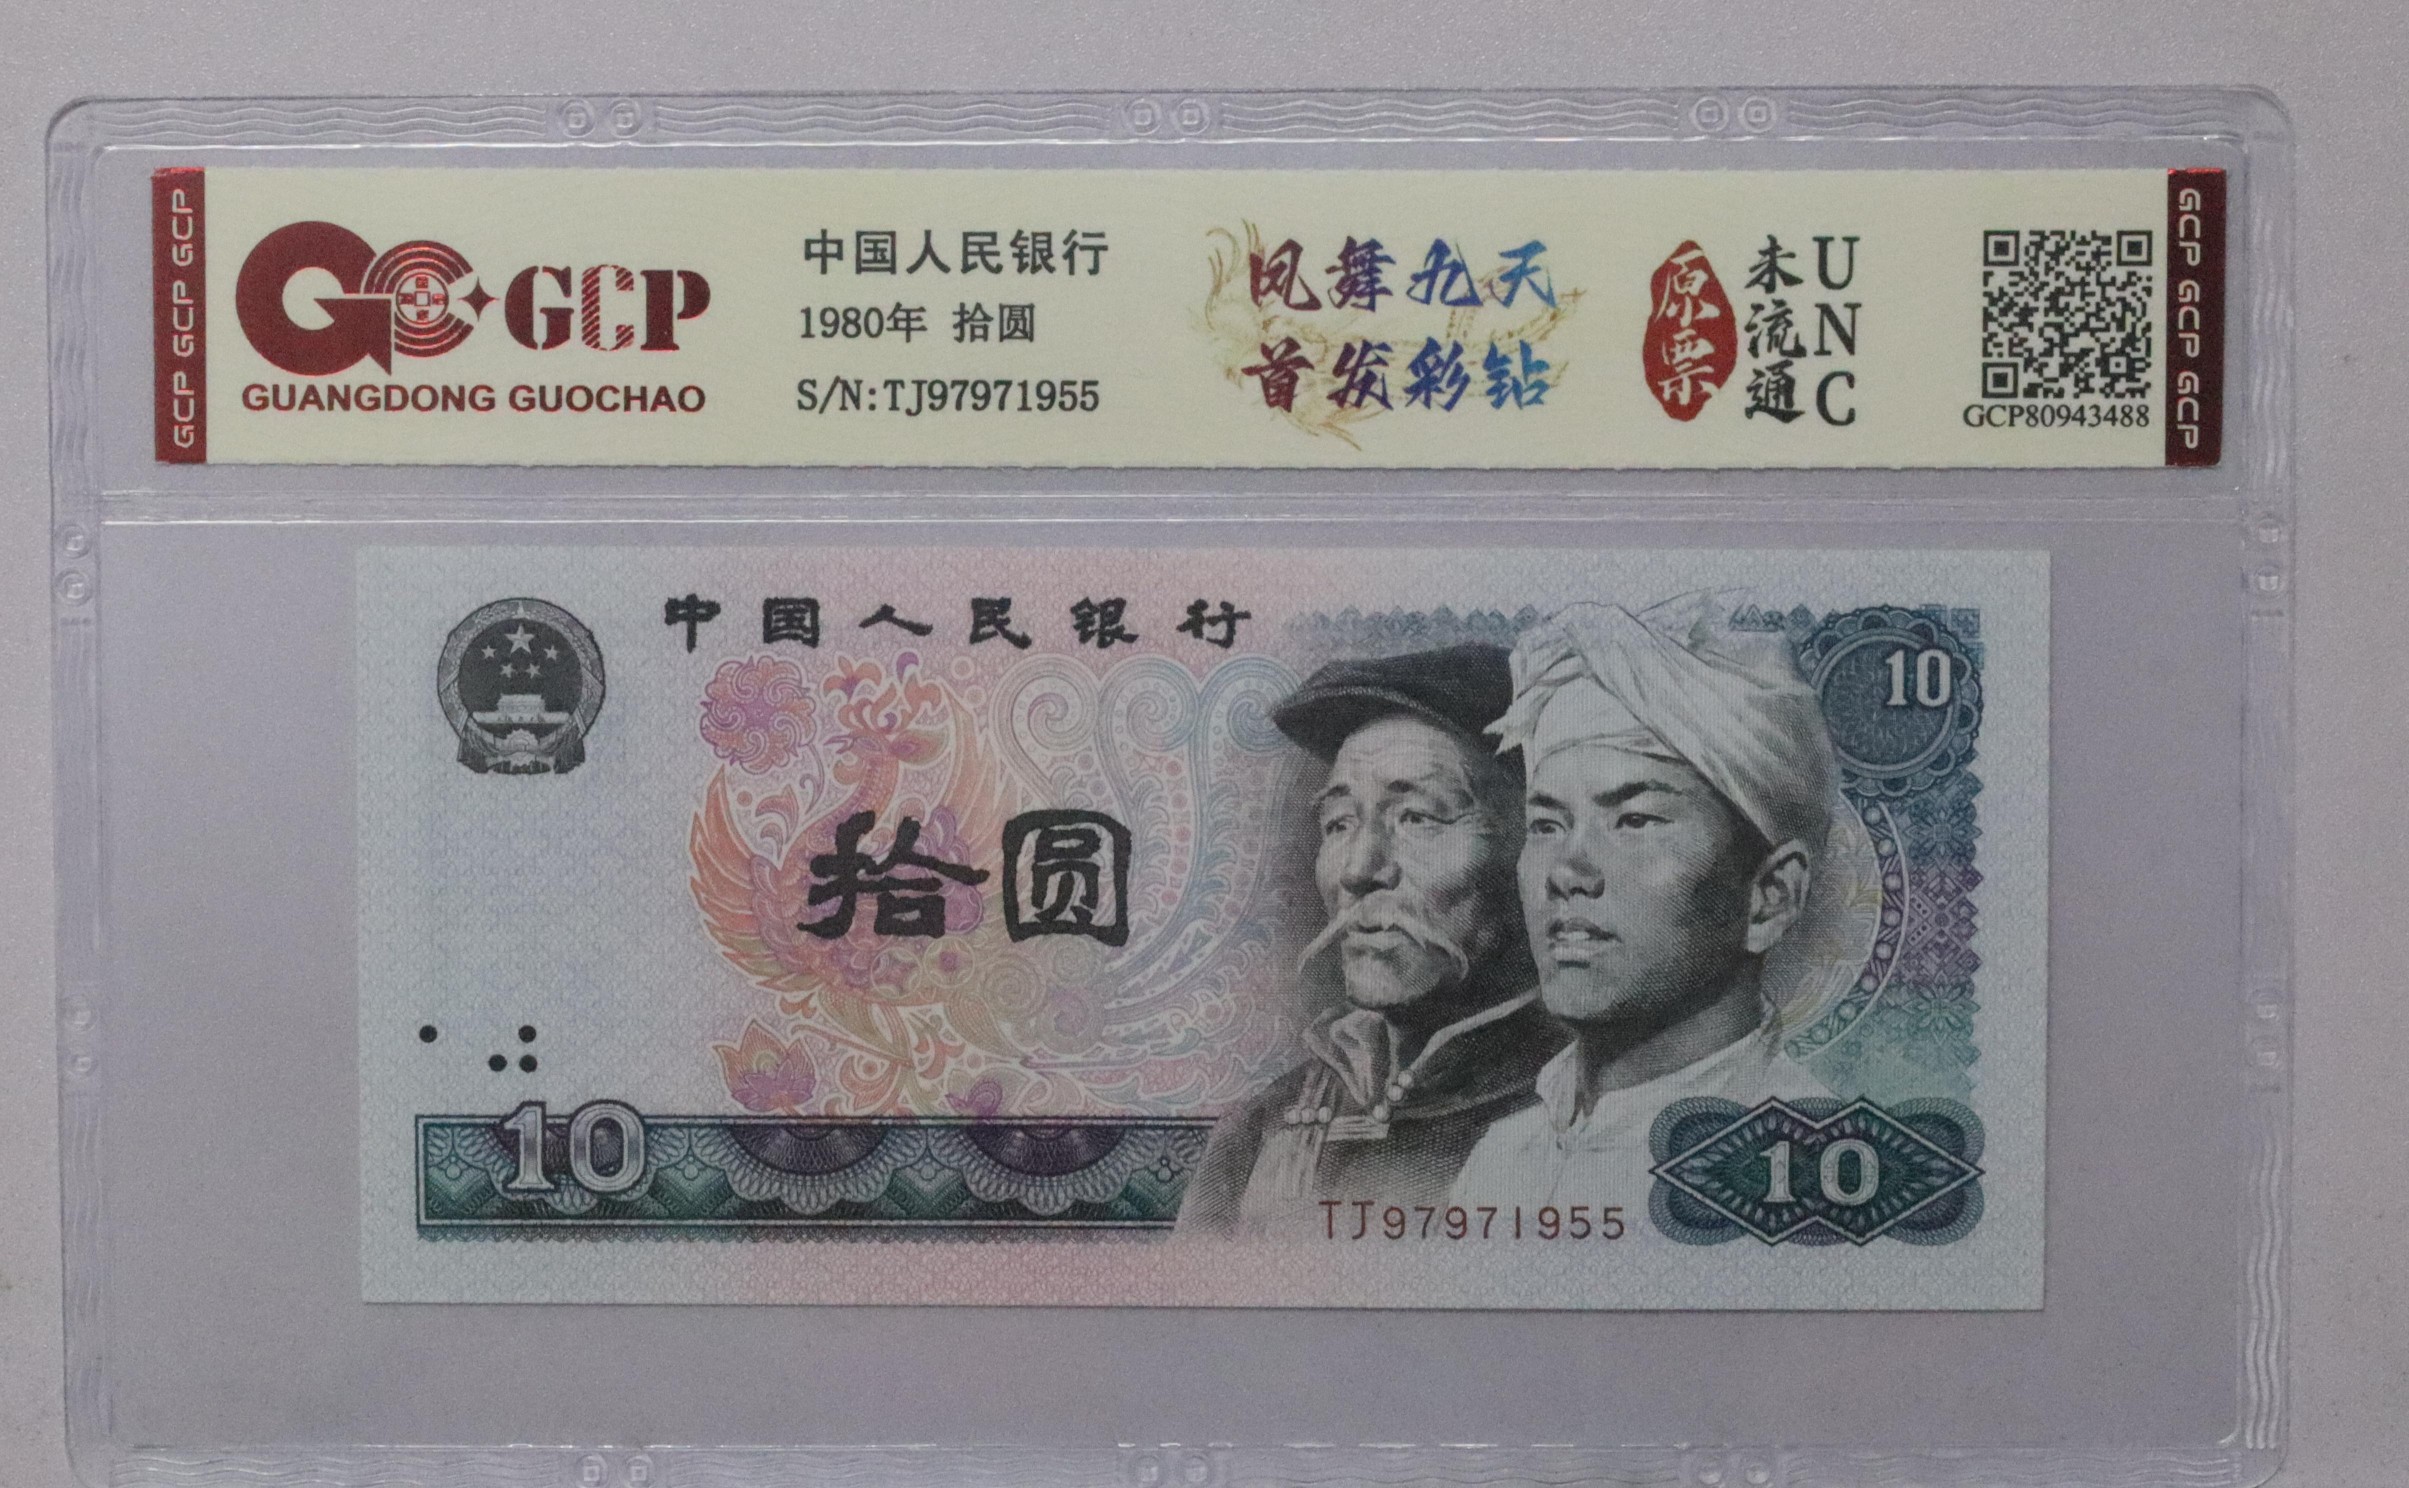 GCP GCP GCP
GCP
GUANGDONG GUOCHAO
中国人民银行
1980年 拾圆
S/N:TJ97971955
凤舞九天
首发彩钻
原票
未流通
UNC
GCP80943488
GCP GCP GCP
中国人民银行
10
拾圆
10
TJ97971955
10